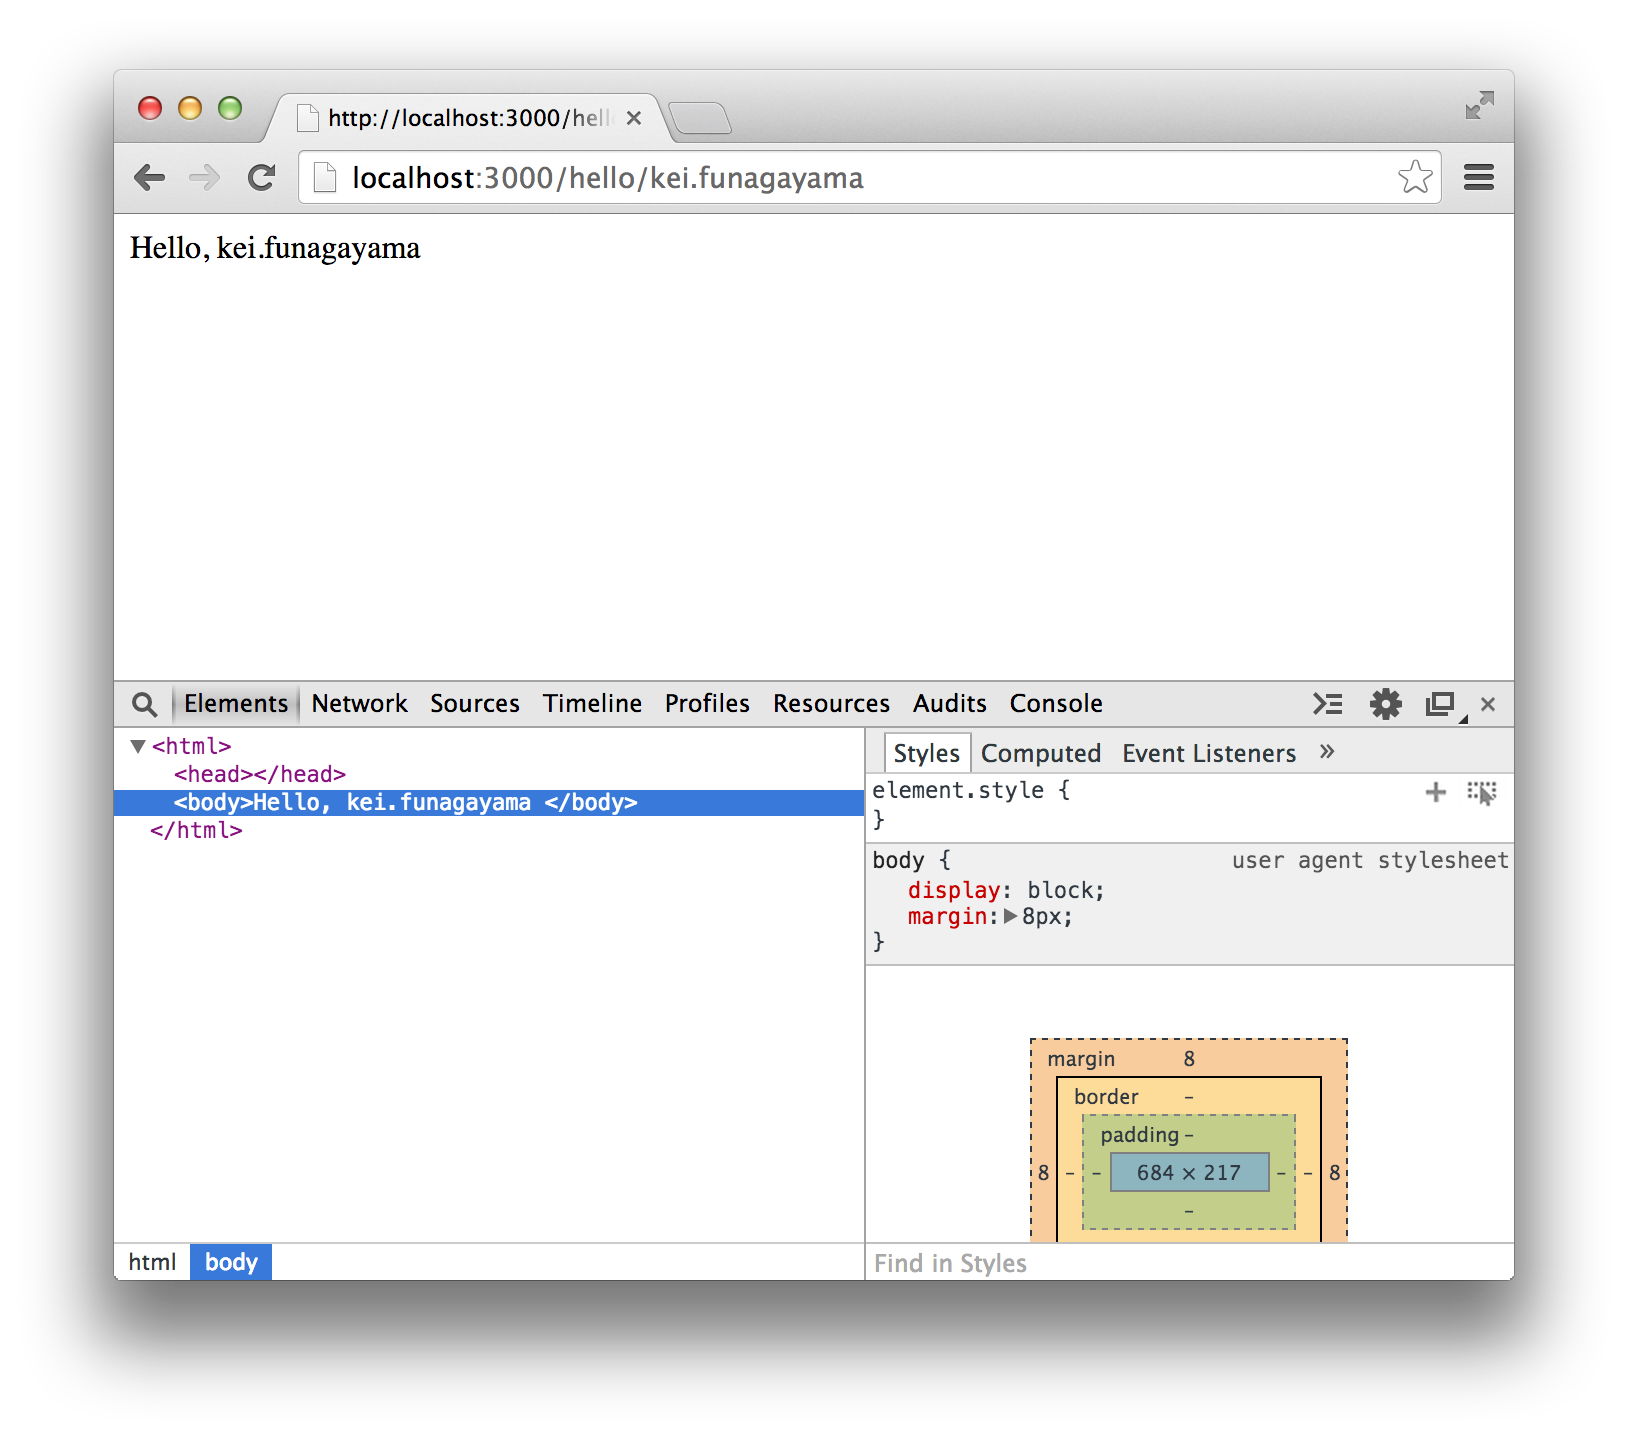 http://localhost:3000/hell
localhost:3000/hello/kei.funagayama
Hello, kei.funagayama
Elements Network Sources Timeline Profiles Resources Audits Console
<html>
<head></head>
<body>Hello, kei.funagayama </body>
</html>
html body
Styles Computed Event Listeners »
element.style {
}
body { user agent stylesheet
display: block;
margin: 8px;
}
margin 8
border –
padding –
8 – – 684 × 217 – – 8
–
Find in Styles